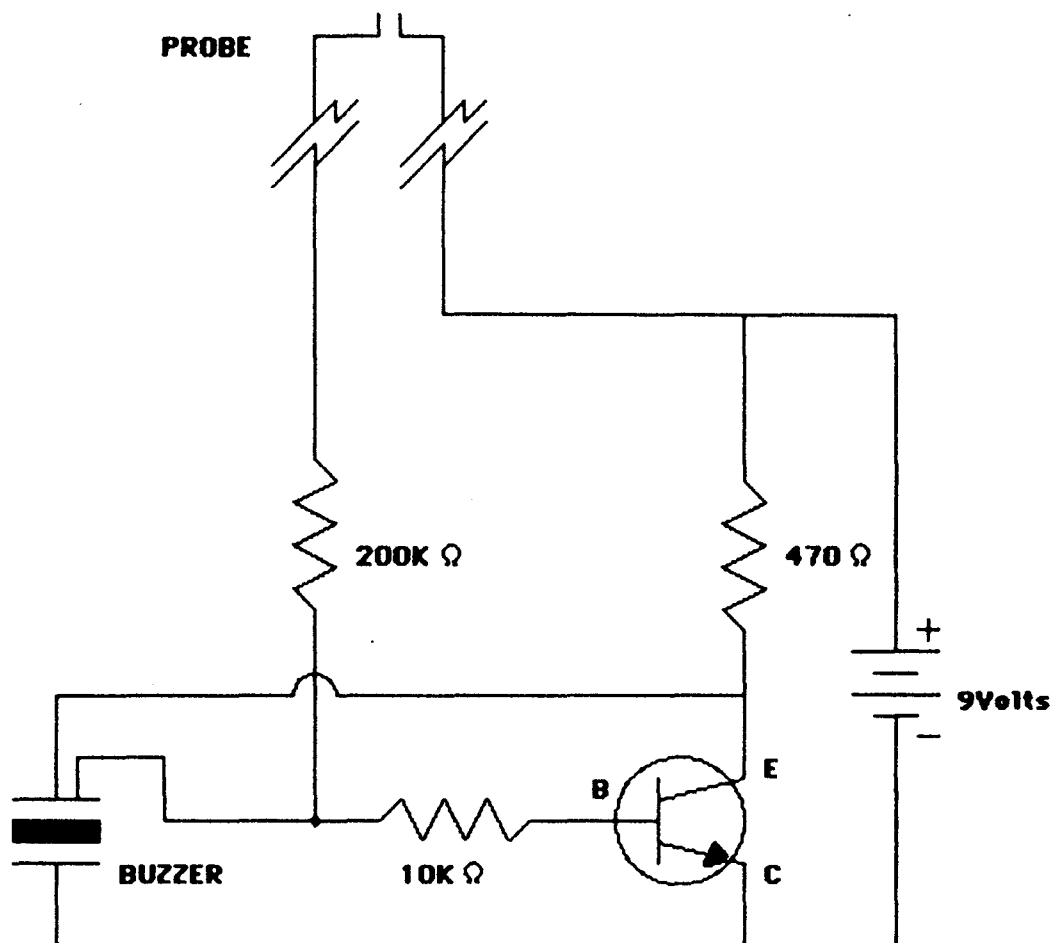 PROBE
200K Ω
470 Ω
+
9Volts
−
E
B
BUZZER
10K Ω
C